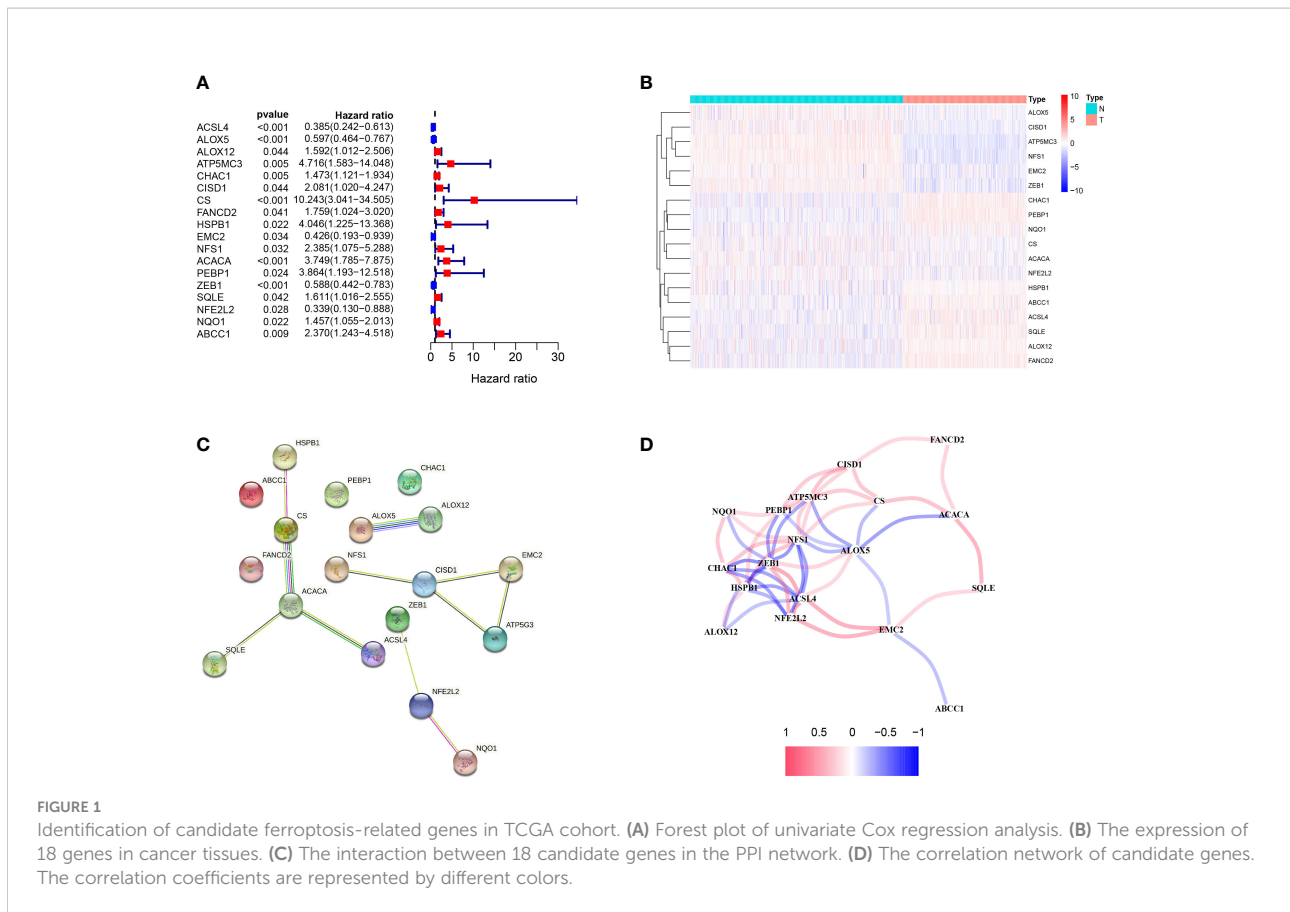 A
pvalue Hazard ratio
ACSL4 <0.001 0.385(0.242−0.613)
ALOX5 <0.001 0.597(0.464−0.767)
ALOX12 0.044 1.592(1.012−2.506)
ATP5MC3 0.005 4.716(1.583−14.048)
CHAC1 0.005 1.473(1.121−1.934)
CISD1 0.044 2.081(1.020−4.247)
CS <0.001 10.243(3.041−34.505)
FANCD2 0.041 1.759(1.024−3.020)
HSPB1 0.022 4.046(1.225−13.368)
EMC2 0.034 0.426(0.193−0.939)
NFS1 0.032 2.385(1.075−5.288)
ACACA <0.001 3.749(1.785−7.875)
PEBP1 0.024 3.864(1.193−12.518)
ZEB1 <0.001 0.588(0.442−0.783)
SQLE 0.042 1.611(1.016−2.555)
NFE2L2 0.028 0.339(0.130−0.888)
NQO1 0.022 1.457(1.055−2.013)
ABCC1 0.009 2.370(1.243−4.518)
0 5 10 20 30
Hazard ratio
B
Type
ALOX5
CISD1
ATP5MC3
NFS1
EMC2
ZEB1
CHAC1
PEBP1
NQO1
CS
ACACA
NFE2L2
HSPB1
ABCC1
ACSL4
SQLE
ALOX12
FANCD2
10
5
0
−5
−10
Type
N
T
C
HSPB1
ABCC1
PEBP1
CHAC1
CS
ALOX5
ALOX12
FANCD2
NFS1
CISD1
EMC2
ACACA
ZEB1
ATP5G3
SQLE
ACSL4
NFE2L2
NQO1
D
FANCD2
CISD1
ATP5MC3
CS
PEBP1
NQO1
ACACA
NFS1
ALOX5
ZEB1
CHAC1
HSPB1
SQLE
ACSL4
NFE2L2
ALOX12
EMC2
ABCC1
1 0.5 0 −0.5 −1
FIGURE 1
Identification of candidate ferroptosis-related genes in TCGA cohort. (A) Forest plot of univariate Cox regression analysis. (B) The expression of
18 genes in cancer tissues. (C) The interaction between 18 candidate genes in the PPI network. (D) The correlation network of candidate genes.
The correlation coefficients are represented by different colors.